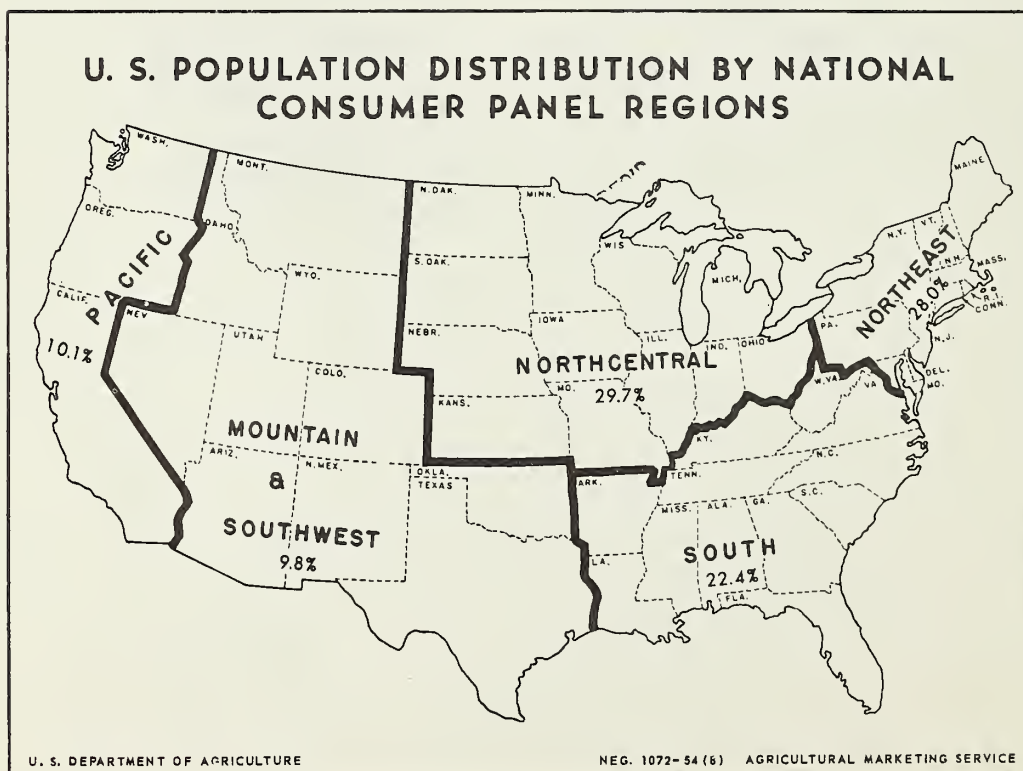 U. S. POPULATION DISTRIBUTION BY NATIONAL
CONSUMER PANEL REGIONS
WASH.
MONT.
N. DAK.
MINN.
MAINE
OREG.
IDAHO
WIS
N.Y.
VT.
N.H.
MASS.
S. DAK.
WYO.
MICH.
R.I.
CONN.
PACIFIC
10.1%
CALIF.
NEV
UTAH
NEBR.
IOWA
ILL.
IND.
OHIO
PA.
N.J.
NORTHEAST
28.0%
NORTHCENTRAL
29.7%
COLO.
KANS.
MO.
W.VA.
VA
DEL.
MD.
KY.
MOUNTAIN
&
SOUTHWEST
9.8%
ARIZ.
N. MEX.
OKLA.
TEXAS
ARK.
TENN.
N.C.
MISS.
ALA.
GA.
S.C.
LA.
SOUTH
22.4%
FLA.
U. S. DEPARTMENT OF AGRICULTURE
NEG. 1072-54 (8) AGRICULTURAL MARKETING SERVICE